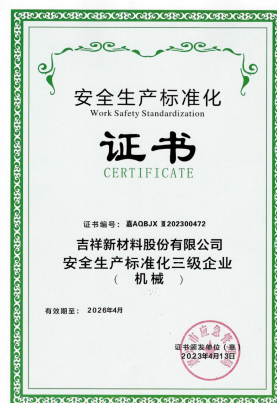 安全生产标准化
Work Safety Standardization
证书
CERTIFICATE
证书编号：嘉AQBJX Ⅲ202300472
吉祥新材料股份有限公司
安全生产标准化三级企业
（ 机械 ）
有效期至： 2026年4月
证书颁发单位（章）
2023年4月13日